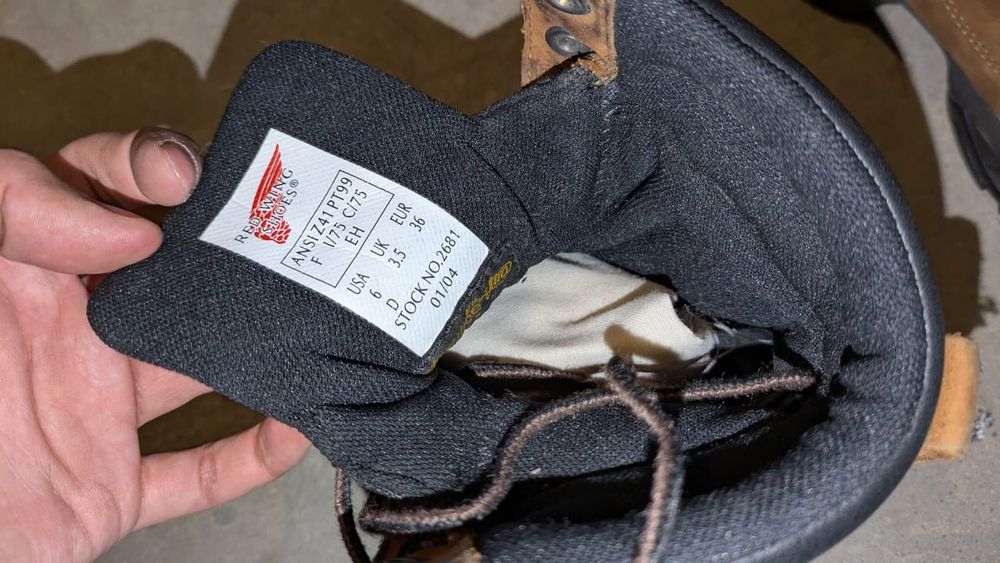 RED WING
SHOES®
ANSI Z41 PT99
F I/75 C/75
EH
USA UK EUR
6 3.5 36
D
STOCK NO.2681
01/04